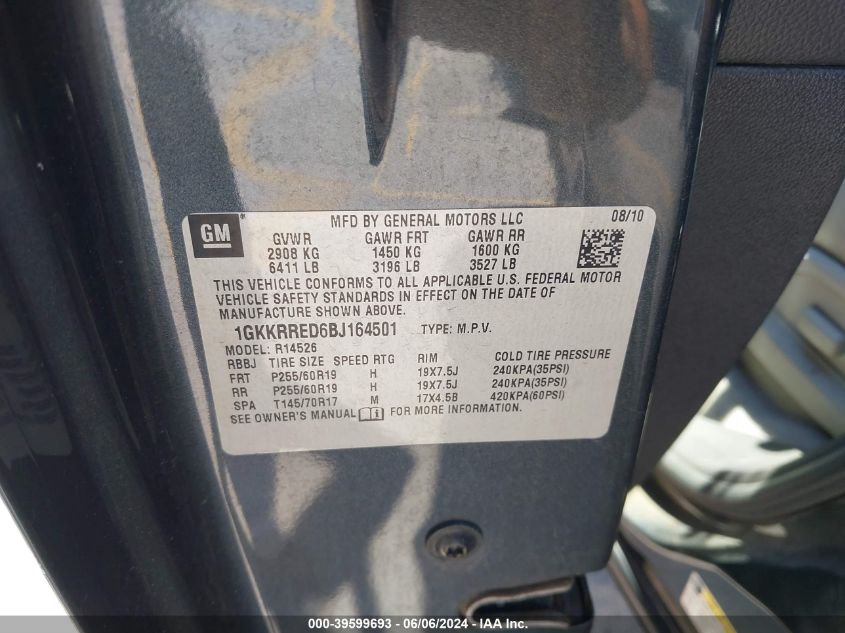 GM
MFD BY GENERAL MOTORS LLC 08/10
GVWR GAWR FRT GAWR RR
2908 KG 1450 KG 1600 KG
6411 LB 3196 LB 3527 LB
THIS VEHICLE CONFORMS TO ALL APPLICABLE U.S. FEDERAL MOTOR
VEHICLE SAFETY STANDARDS IN EFFECT ON THE DATE OF
MANUFACTURE SHOWN ABOVE.
1GKKRRED6BJ164501 TYPE: M.P.V.
MODEL: R14526
RBBJ TIRE SIZE SPEED RTG RIM COLD TIRE PRESSURE
FRT P255/60R19 H 19X7.5J 240KPA(35PSI)
RR P255/60R19 H 19X7.5J 240KPA(35PSI)
SPA T145/70R17 M 17X4.5B 420KPA(60PSI)
SEE OWNER'S MANUAL FOR MORE INFORMATION.
000-39599693 - 06/06/2024 - IAA Inc.